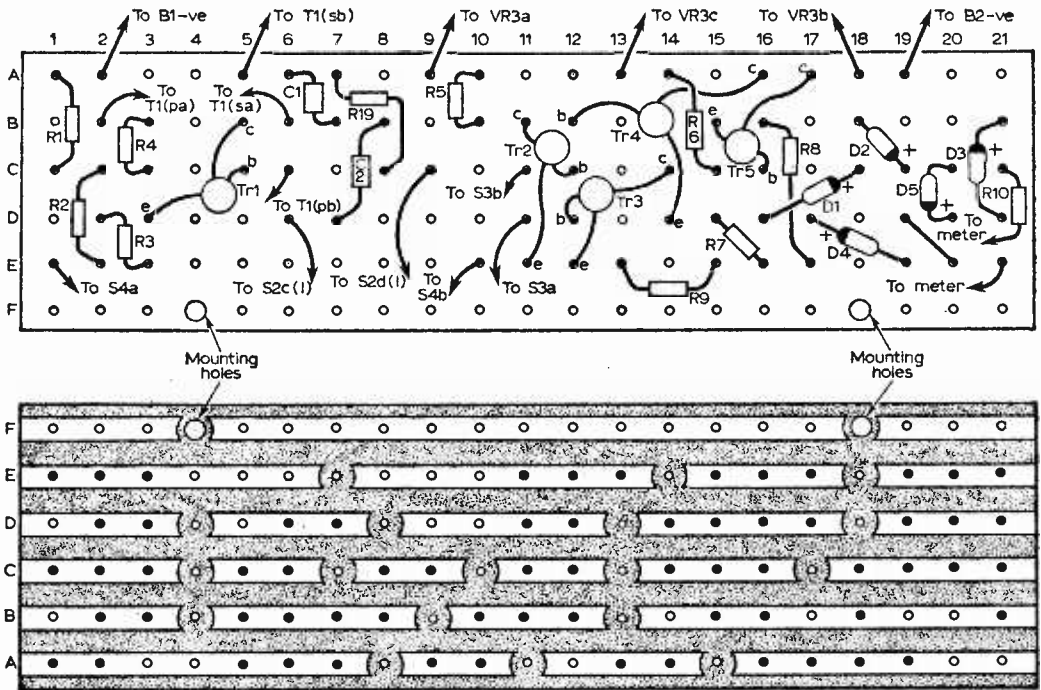 To B1-ve To T1(sb) To VR3a To VR3c To VR3b To B2-ve
1 2 3 4 5 6 7 8 9 10 11 12 13 14 15 16 17 18 19 20 21
A
To T1(pa)
To T1(sa)
C1
R19
R5
c
c
R1
R4
B
c
c
b
Tr4
R6
e
R8
D2
+
D3
+
Tr2
Tr5
C
b
C2
b
c
b
D5
R10
Tr1
To S3b
Tr3
D1
+
R2
D
e
R3
To T1(pb)
b
e
R7
+
D4
+
To meter
E
To S4a
To S2c(l)
To S2d(l)
To S4b
e
To S3a
e
R9
To meter
F
Mounting holes
Mounting holes
F
E
D
C
B
A